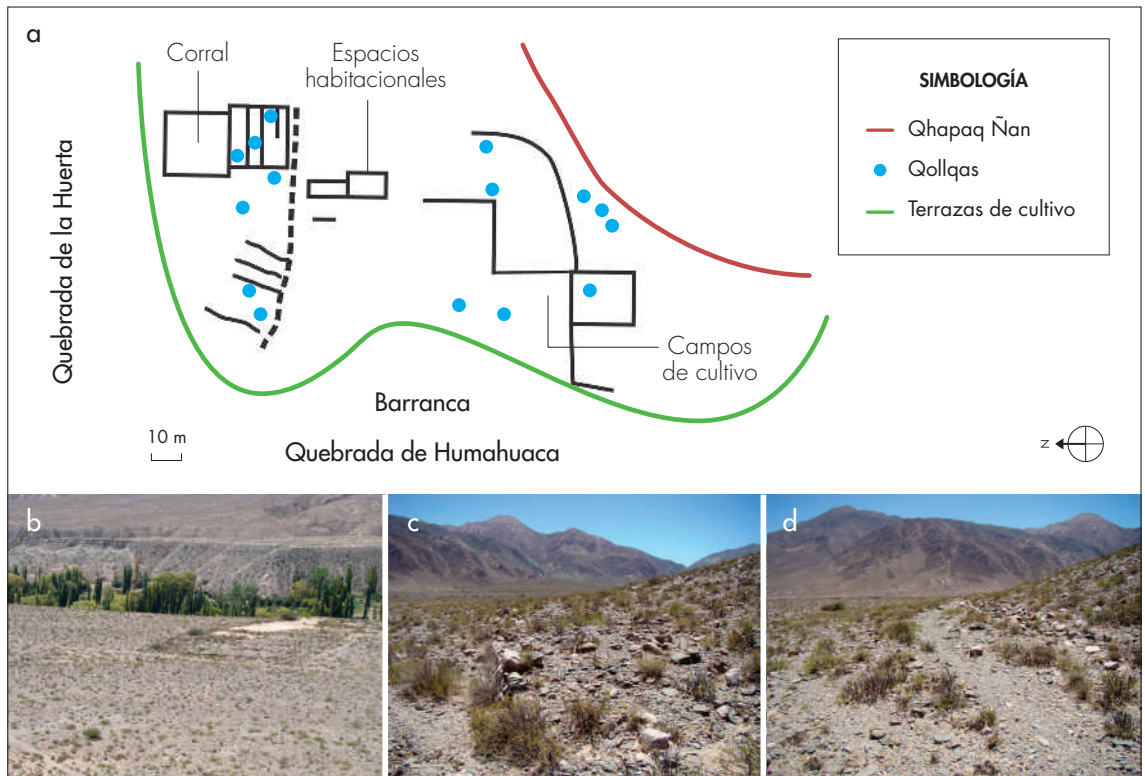 a
Corral
Espacios
habitacionales
SIMBOLOGÍA
Qhapaq Ñan
Qollqas
Terrazas de cultivo
Quebrada de la Huerta
Campos
de cultivo
Barranca
10 m
Quebrada de Humahuaca
N
b
c
d